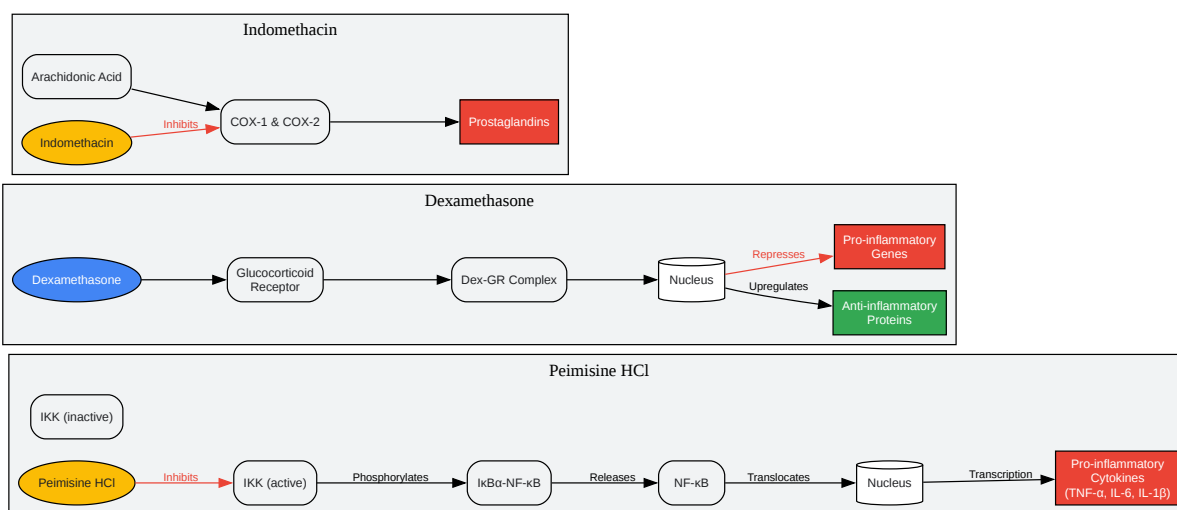 Indomethacin
Arachidonic Acid
Inhibits
COX-1 & COX-2
Prostaglandins
Indomethacin
Dexamethasone
Dexamethasone
Glucocorticoid
Receptor
Dex-GR Complex
Nucleus
Represses
Pro-inflammatory
Genes
Upregulates
Anti-inflammatory
Proteins
Peimisine HCl
IKK (inactive)
Peimisine HCl
Inhibits
IKK (active)
Phosphorylates
IκBα-NF-κB
Releases
NF-κB
Translocates
Nucleus
Transcription
Pro-inflammatory
Cytokines
(TNF-α, IL-6, IL-1β)